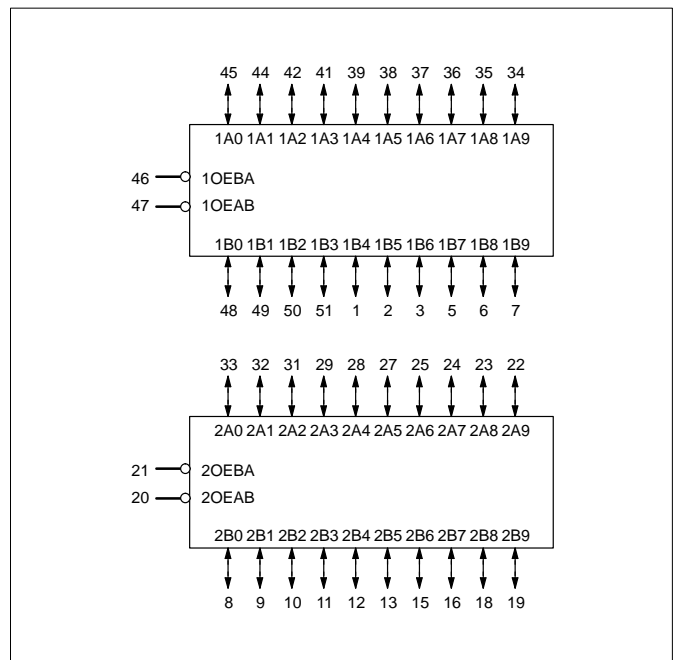 45 44 42 41 39 38 37 36 35 34
1A0 1A1 1A2 1A3 1A4 1A5 1A6 1A7 1A8 1A9
46 1OEBA
47 1OEAB
1B0 1B1 1B2 1B3 1B4 1B5 1B6 1B7 1B8 1B9
48 49 50 51 1 2 3 5 6 7
33 32 31 29 28 27 25 24 23 22
2A0 2A1 2A2 2A3 2A4 2A5 2A6 2A7 2A8 2A9
21 2OEBA
20 2OEAB
2B0 2B1 2B2 2B3 2B4 2B5 2B6 2B7 2B8 2B9
8 9 10 11 12 13 15 16 18 19